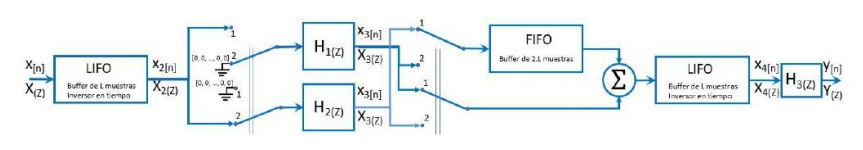 x[n]
X(Z)
LIFO
Buffer de L muestras
Inversor en tiempo
x2[n]
X2(Z)
1
[0, 0, ..., 0, 0]
2
[0, 0, ..., 0, 0]
1
2
H1(Z)
H2(Z)
x3[n]
X3(Z)
x3[n]
X3(Z)
1
2
1
2
FIFO
Buffer de 2.L muestras
Σ
LIFO
Buffer de L muestras
Inversor en tiempo
x4[n]
X4(Z)
H3(Z)
y[n]
Y(Z)